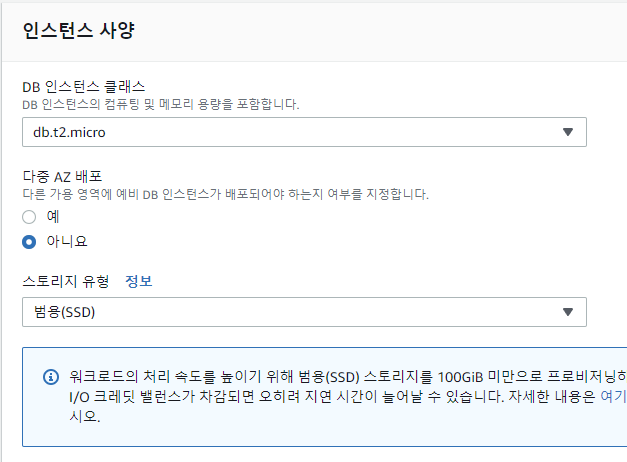 인스턴스 사양
DB 인스턴스 클래스
DB 인스턴스의 컴퓨팅 및 메모리 용량을 포함합니다.
db.t2.micro
다중 AZ 배포
다른 가용 영역에 예비 DB 인스턴스가 배포되어야 하는지 여부를 지정합니다.
예
아니요
스토리지 유형 정보
범용(SSD)
워크로드의 처리 속도를 높이기 위해 범용(SSD) 스토리지를 100GiB 미만으로 프로비저닝하
I/O 크레딧 밸런스가 차감되면 오히려 지연 시간이 늘어날 수 있습니다. 자세한 내용은 여기
시오.